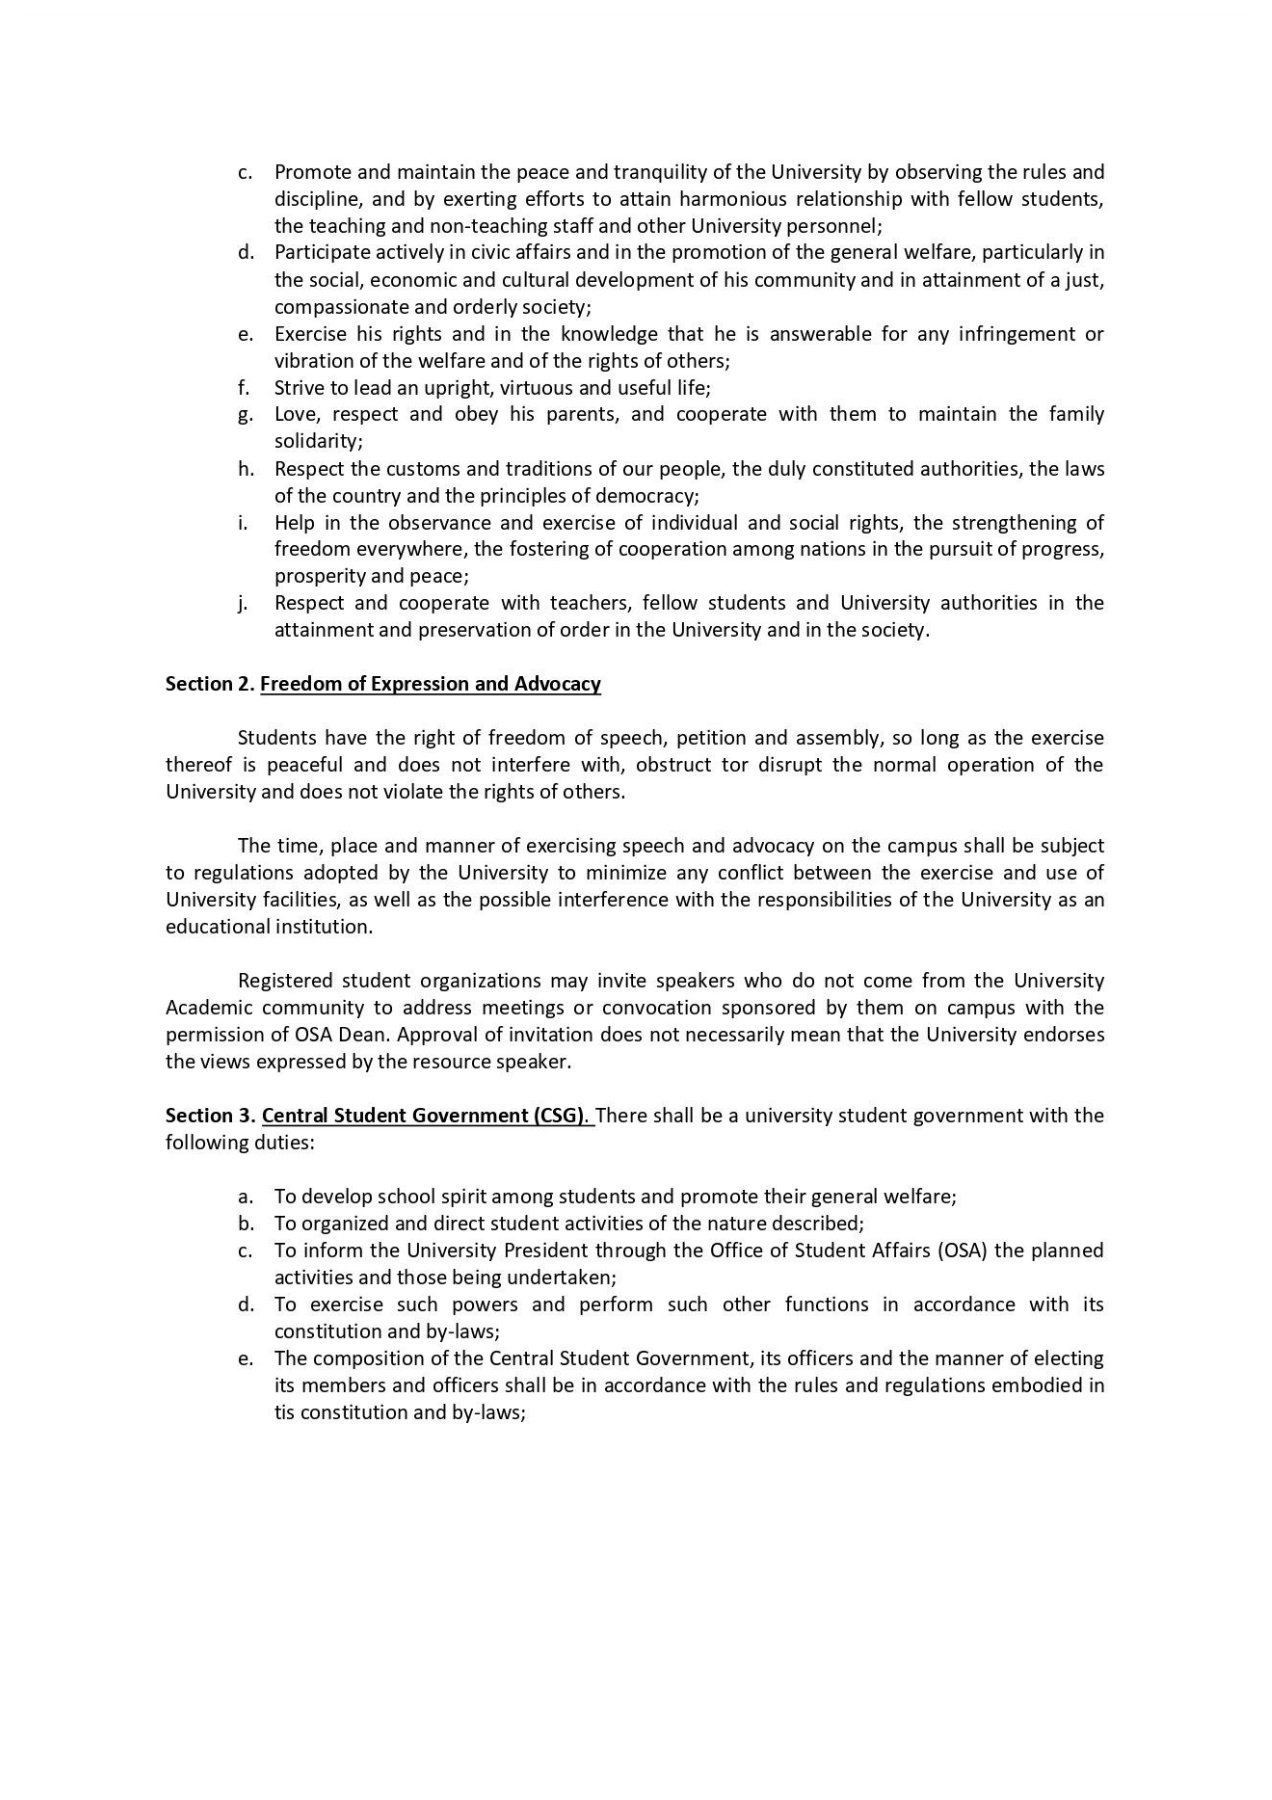 c. Promote and maintain the peace and tranquility of the University by observing the rules and
discipline, and by exerting efforts to attain harmonious relationship with fellow students,
the teaching and non-teaching staff and other University personnel;
d. Participate actively in civic affairs and in the promotion of the general welfare, particularly in
the social, economic and cultural development of his community and in attainment of a just,
compassionate and orderly society;
e. Exercise his rights and in the knowledge that he is answerable for any infringement or
vibration of the welfare and of the rights of others;
f. Strive to lead an upright, virtuous and useful life;
g. Love, respect and obey his parents, and cooperate with them to maintain the family
solidarity;
h. Respect the customs and traditions of our people, the duly constituted authorities, the laws
of the country and the principles of democracy;
i. Help in the observance and exercise of individual and social rights, the strengthening of
freedom everywhere, the fostering of cooperation among nations in the pursuit of progress,
prosperity and peace;
j. Respect and cooperate with teachers, fellow students and University authorities in the
attainment and preservation of order in the University and in the society.
Section 2. Freedom of Expression and Advocacy
Students have the right of freedom of speech, petition and assembly, so long as the exercise
thereof is peaceful and does not interfere with, obstruct tor disrupt the normal operation of the
University and does not violate the rights of others.
The time, place and manner of exercising speech and advocacy on the campus shall be subject
to regulations adopted by the University to minimize any conflict between the exercise and use of
University facilities, as well as the possible interference with the responsibilities of the University as an
educational institution.
Registered student organizations may invite speakers who do not come from the University
Academic community to address meetings or convocation sponsored by them on campus with the
permission of OSA Dean. Approval of invitation does not necessarily mean that the University endorses
the views expressed by the resource speaker.
Section 3. Central Student Government (CSG). There shall be a university student government with the
following duties:
a. To develop school spirit among students and promote their general welfare;
b. To organized and direct student activities of the nature described;
c. To inform the University President through the Office of Student Affairs (OSA) the planned
activities and those being undertaken;
d. To exercise such powers and perform such other functions in accordance with its
constitution and by-laws;
e. The composition of the Central Student Government, its officers and the manner of electing
its members and officers shall be in accordance with the rules and regulations embodied in
tis constitution and by-laws;